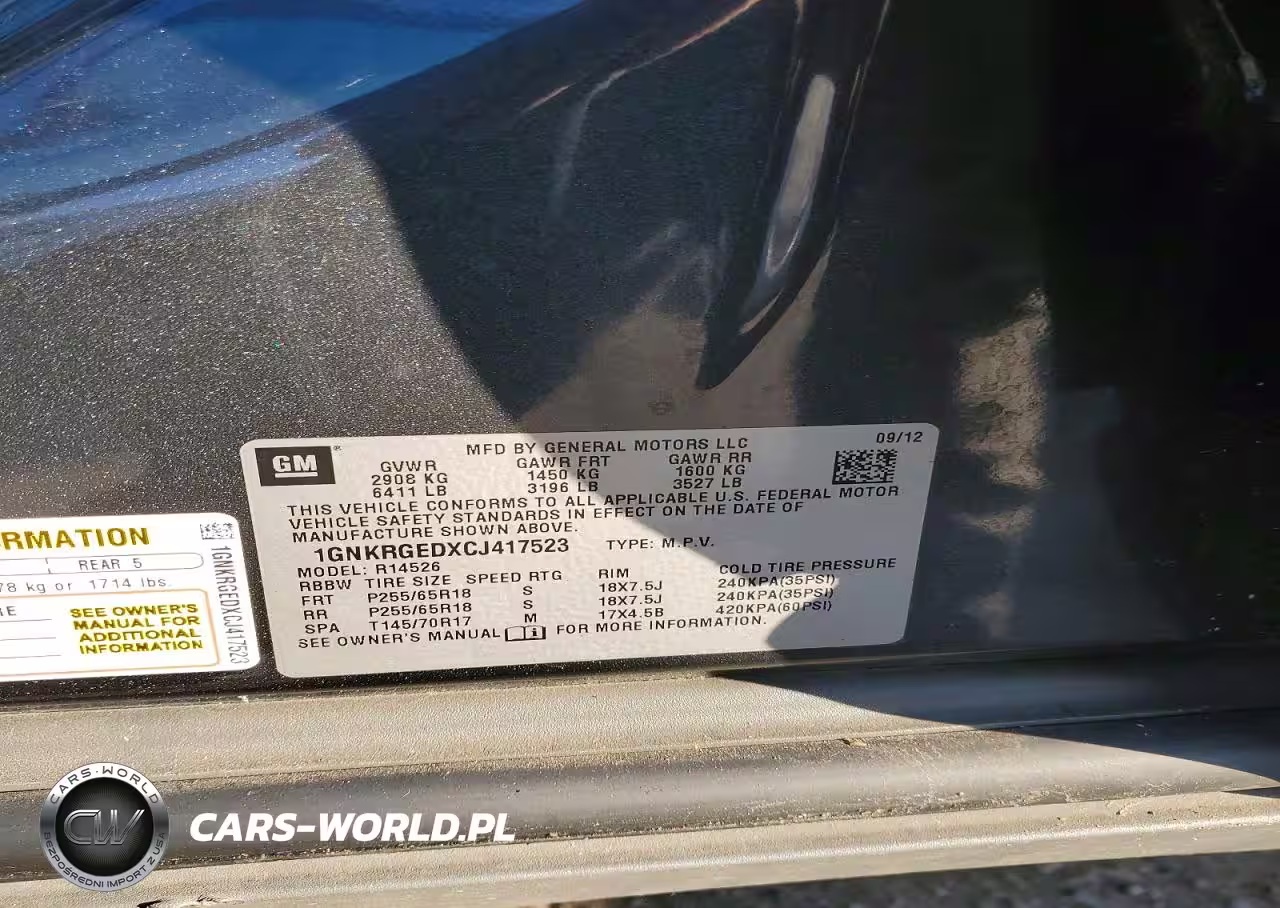 GM
MFD BY GENERAL MOTORS LLC 09/12
GVWR GAWR FRT GAWR RR
2908 KG 1450 KG 1600 KG
6411 LB 3196 LB 3527 LB
THIS VEHICLE CONFORMS TO ALL APPLICABLE U.S. FEDERAL MOTOR
VEHICLE SAFETY STANDARDS IN EFFECT ON THE DATE OF
MANUFACTURE SHOWN ABOVE.
1GNKRGEDXCJ417523 TYPE: M.P.V.
MODEL: R14526
RBBW TIRE SIZE SPEED RTG RIM COLD TIRE PRESSURE
FRT P255/65R18 S 18X7.5J 240KPA(35PSI)
RR P255/65R18 S 18X7.5J 240KPA(35PSI)
SPA T145/70R17 M 17X4.5B 420KPA(60PSI)
SEE OWNER'S MANUAL FOR MORE INFORMATION.
RMATION
REAR 5
78 kg or 1714 lbs.
RE
SEE OWNER'S
MANUAL FOR
ADDITIONAL
INFORMATION
1GNKRGEDXCJ417523
CARS-WORLD
CW
BEZPOŚREDNI IMPORT Z USA
CARS-WORLD.PL